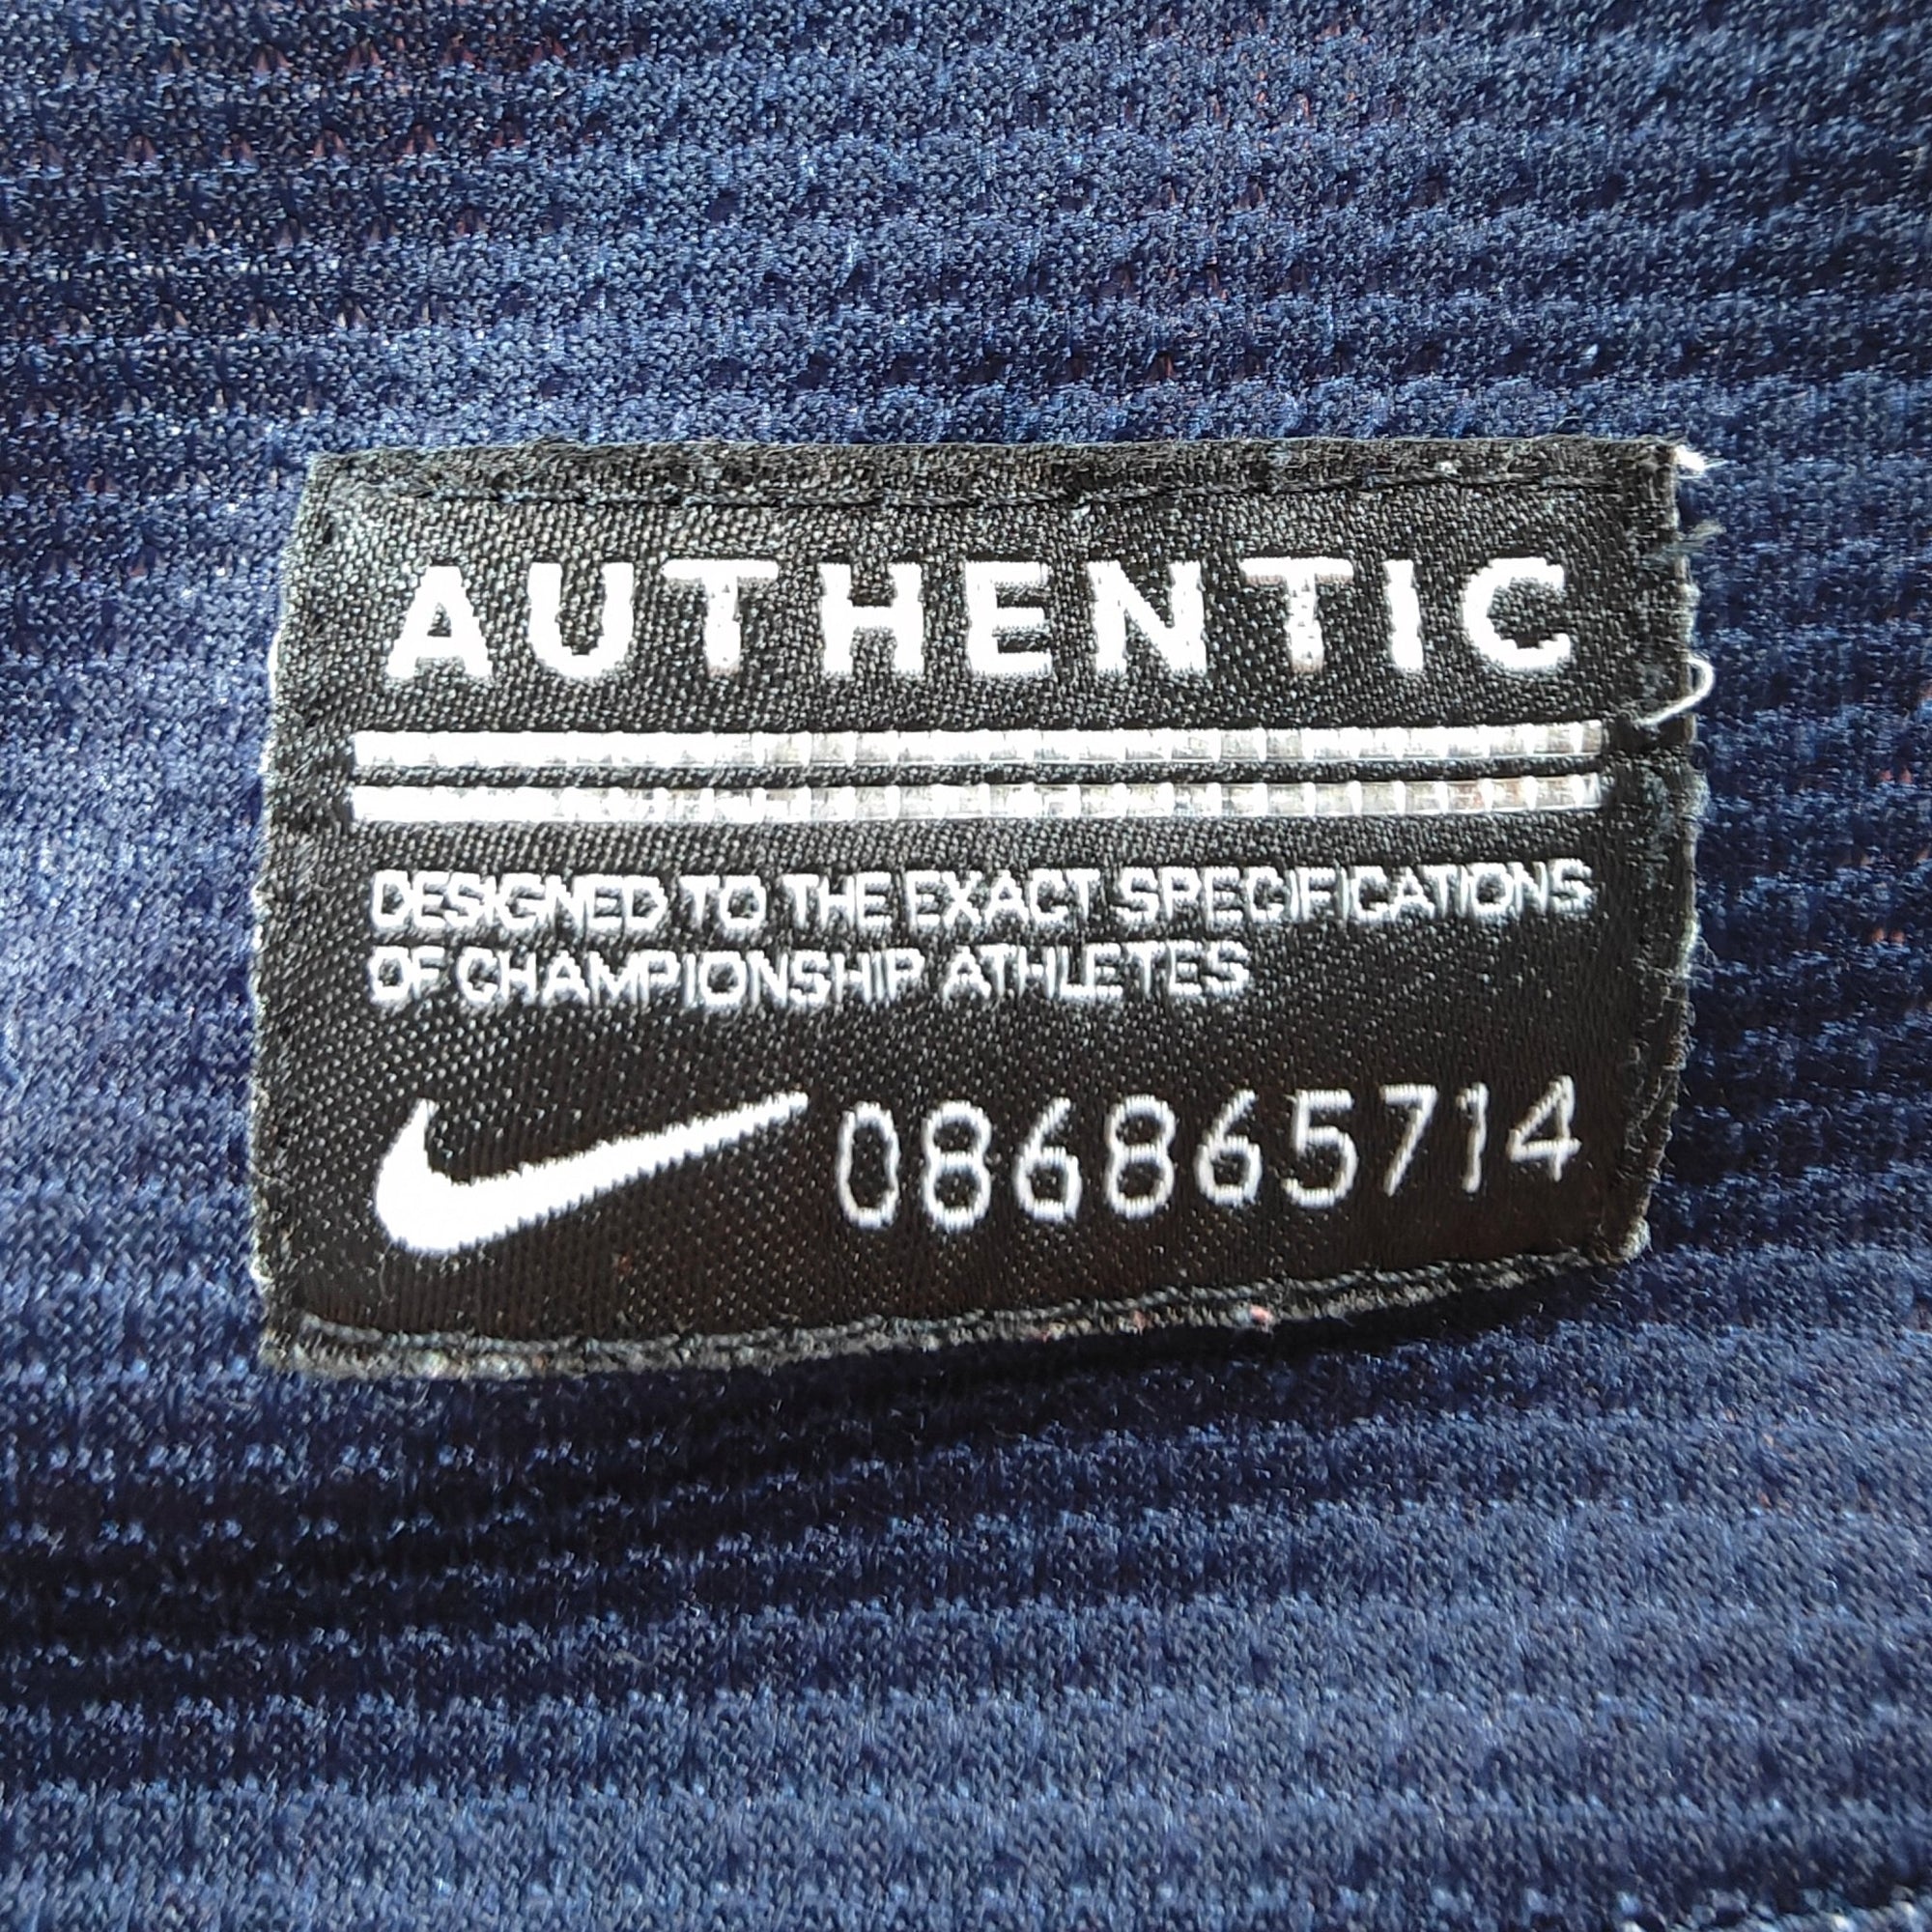 AUTHENTIC
DESIGNED TO THE EXACT SPECIFICATIONS
OF CHAMPIONSHIP ATHLETES
086865714